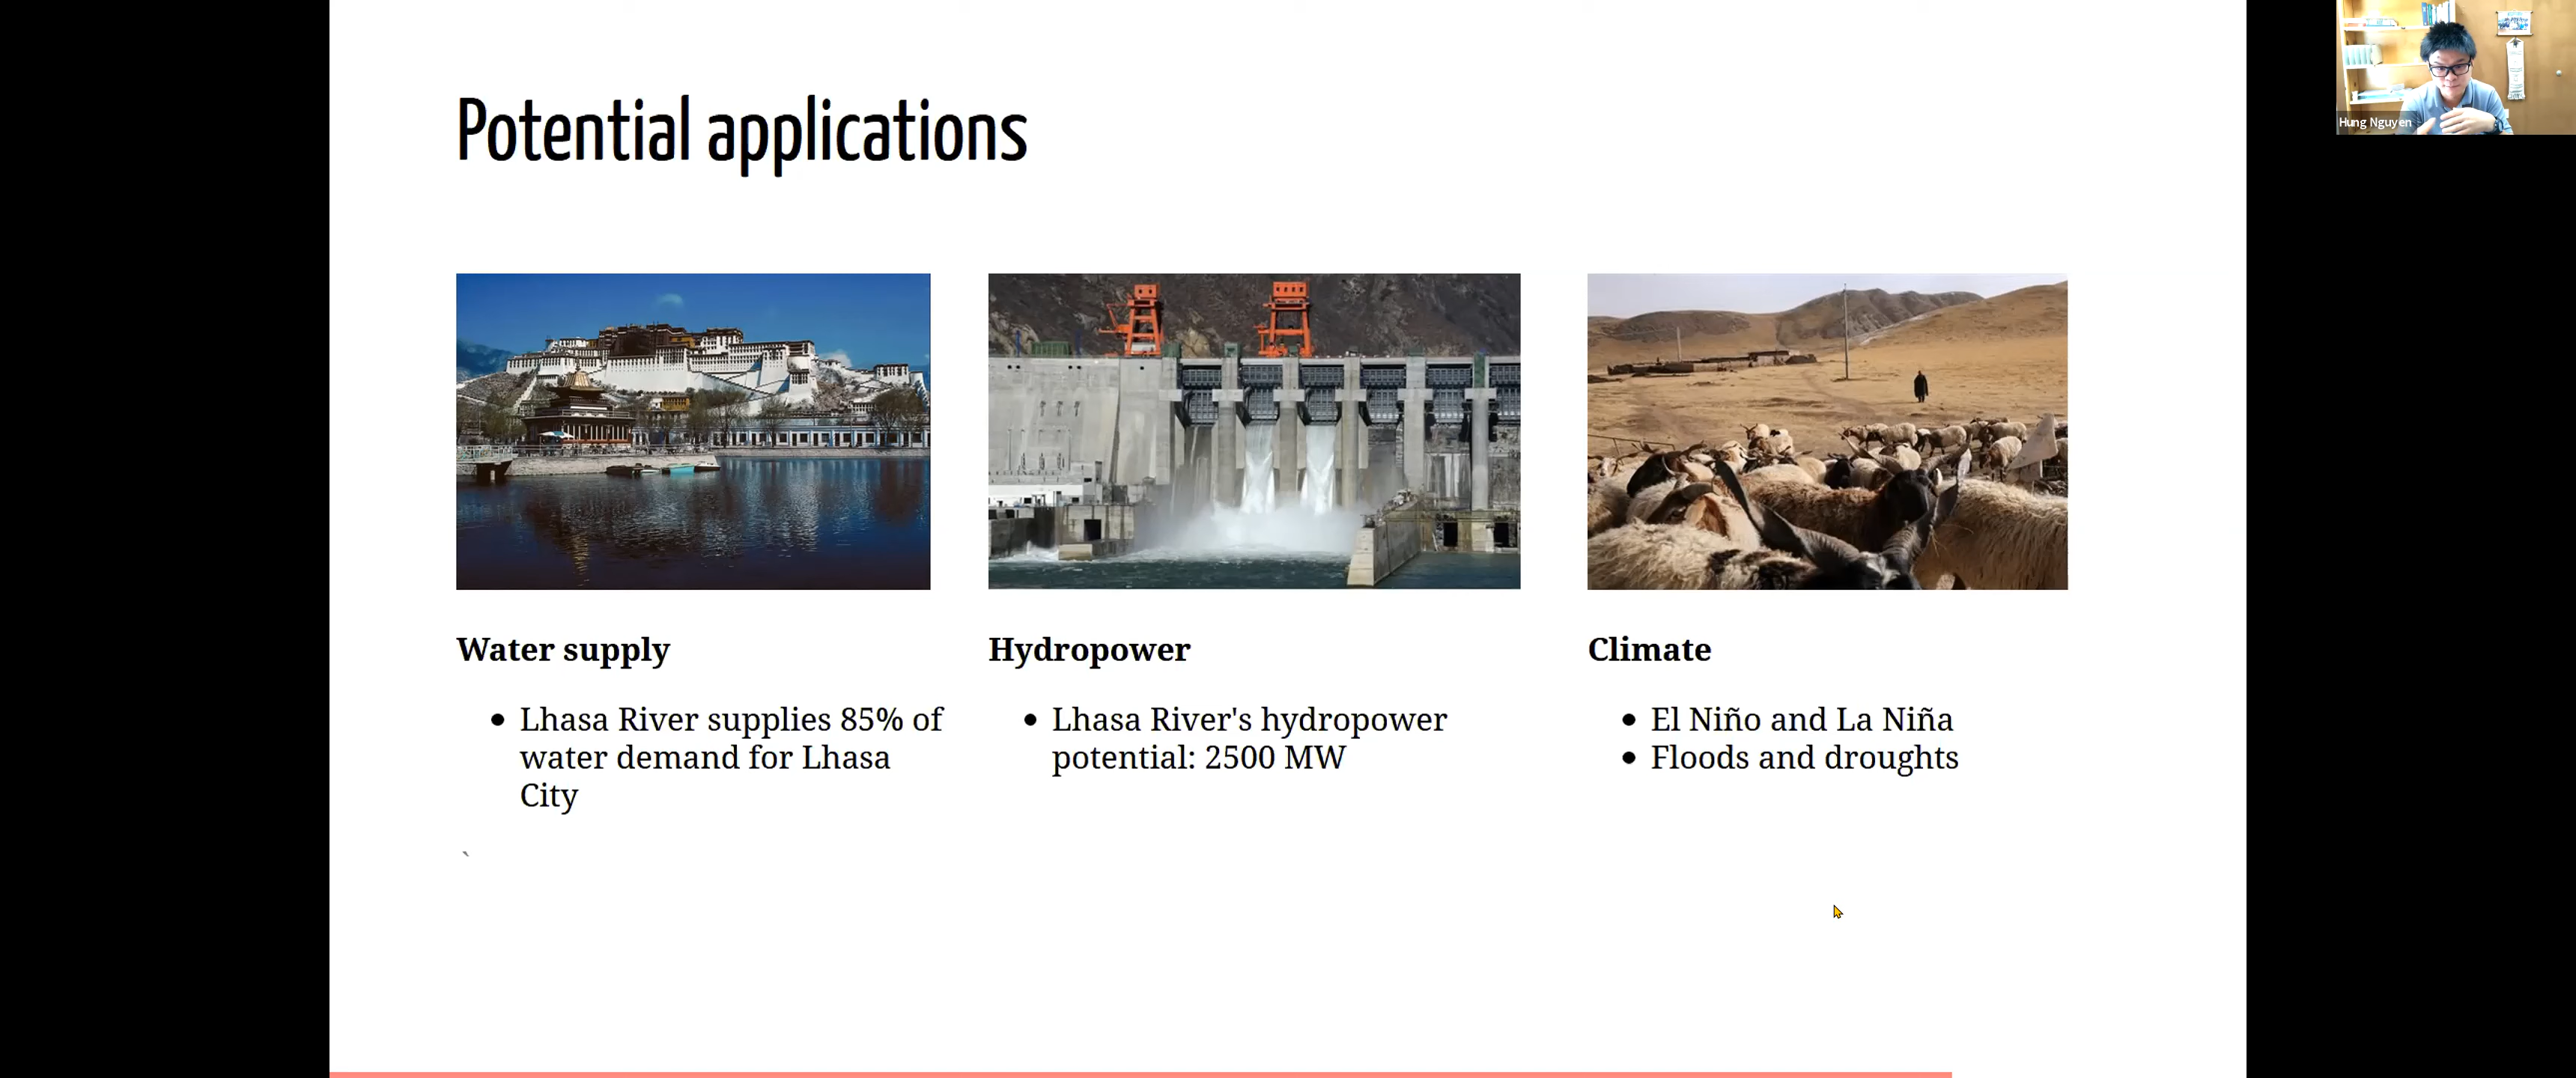 Potential applications
Hung Nguyen
Water supply
• Lhasa River supplies 85% of
water demand for Lhasa
City
`
Hydropower
• Lhasa River's hydropower
potential: 2500 MW
Climate
• El Niño and La Niña
• Floods and droughts